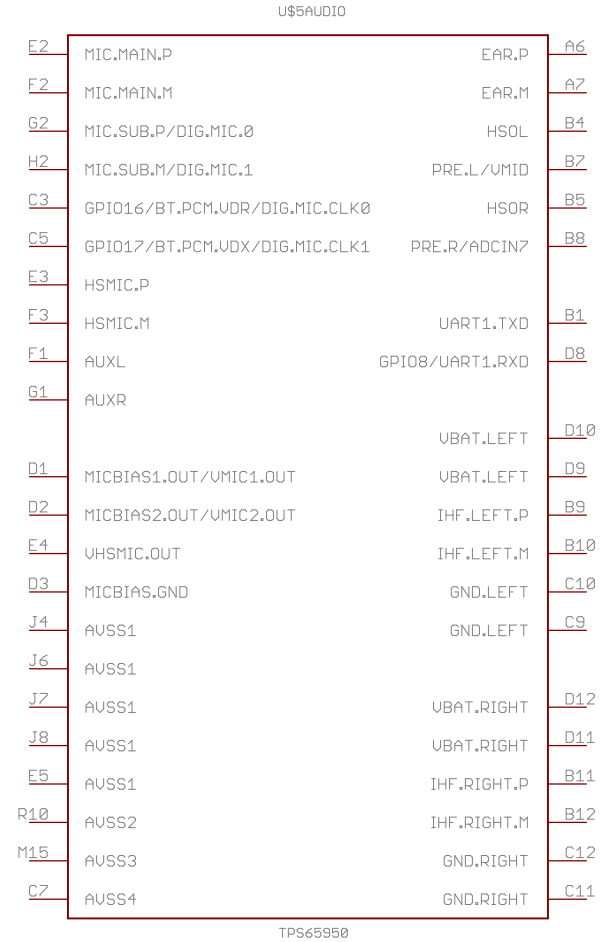 U$5AUDIO
E2 MIC.MAIN.P EAR.P A6
F2 MIC.MAIN.M EAR.M A7
G2 MIC.SUB.P/DIG.MIC.0 HSOL B4
H2 MIC.SUB.M/DIG.MIC.1 PRE.L/VMID B7
C3 GPIO16/BT.PCM.VDR/DIG.MIC.CLK0 HSOR B5
C5 GPIO17/BT.PCM.VDX/DIG.MIC.CLK1 PRE.R/ADCIN7 B8
E3 HSMIC.P
F3 HSMIC.M UART1.TXD B1
F1 AUXL GPIO8/UART1.RXD D8
G1 AUXR
VBAT.LEFT D10
D1 MICBIAS1.OUT/VMIC1.OUT VBAT.LEFT D9
D2 MICBIAS2.OUT/VMIC2.OUT IHF.LEFT.P B9
E4 VHSMIC.OUT IHF.LEFT.M B10
D3 MICBIAS.GND GND.LEFT C10
J4 AVSS1 GND.LEFT C9
J6 AVSS1
J7 AVSS1 VBAT.RIGHT D12
J8 AVSS1 VBAT.RIGHT D11
E5 AVSS1 IHF.RIGHT.P B11
R10 AVSS2 IHF.RIGHT.M B12
M15 AVSS3 GND.RIGHT C12
C7 AVSS4 GND.RIGHT C11
TPS65950